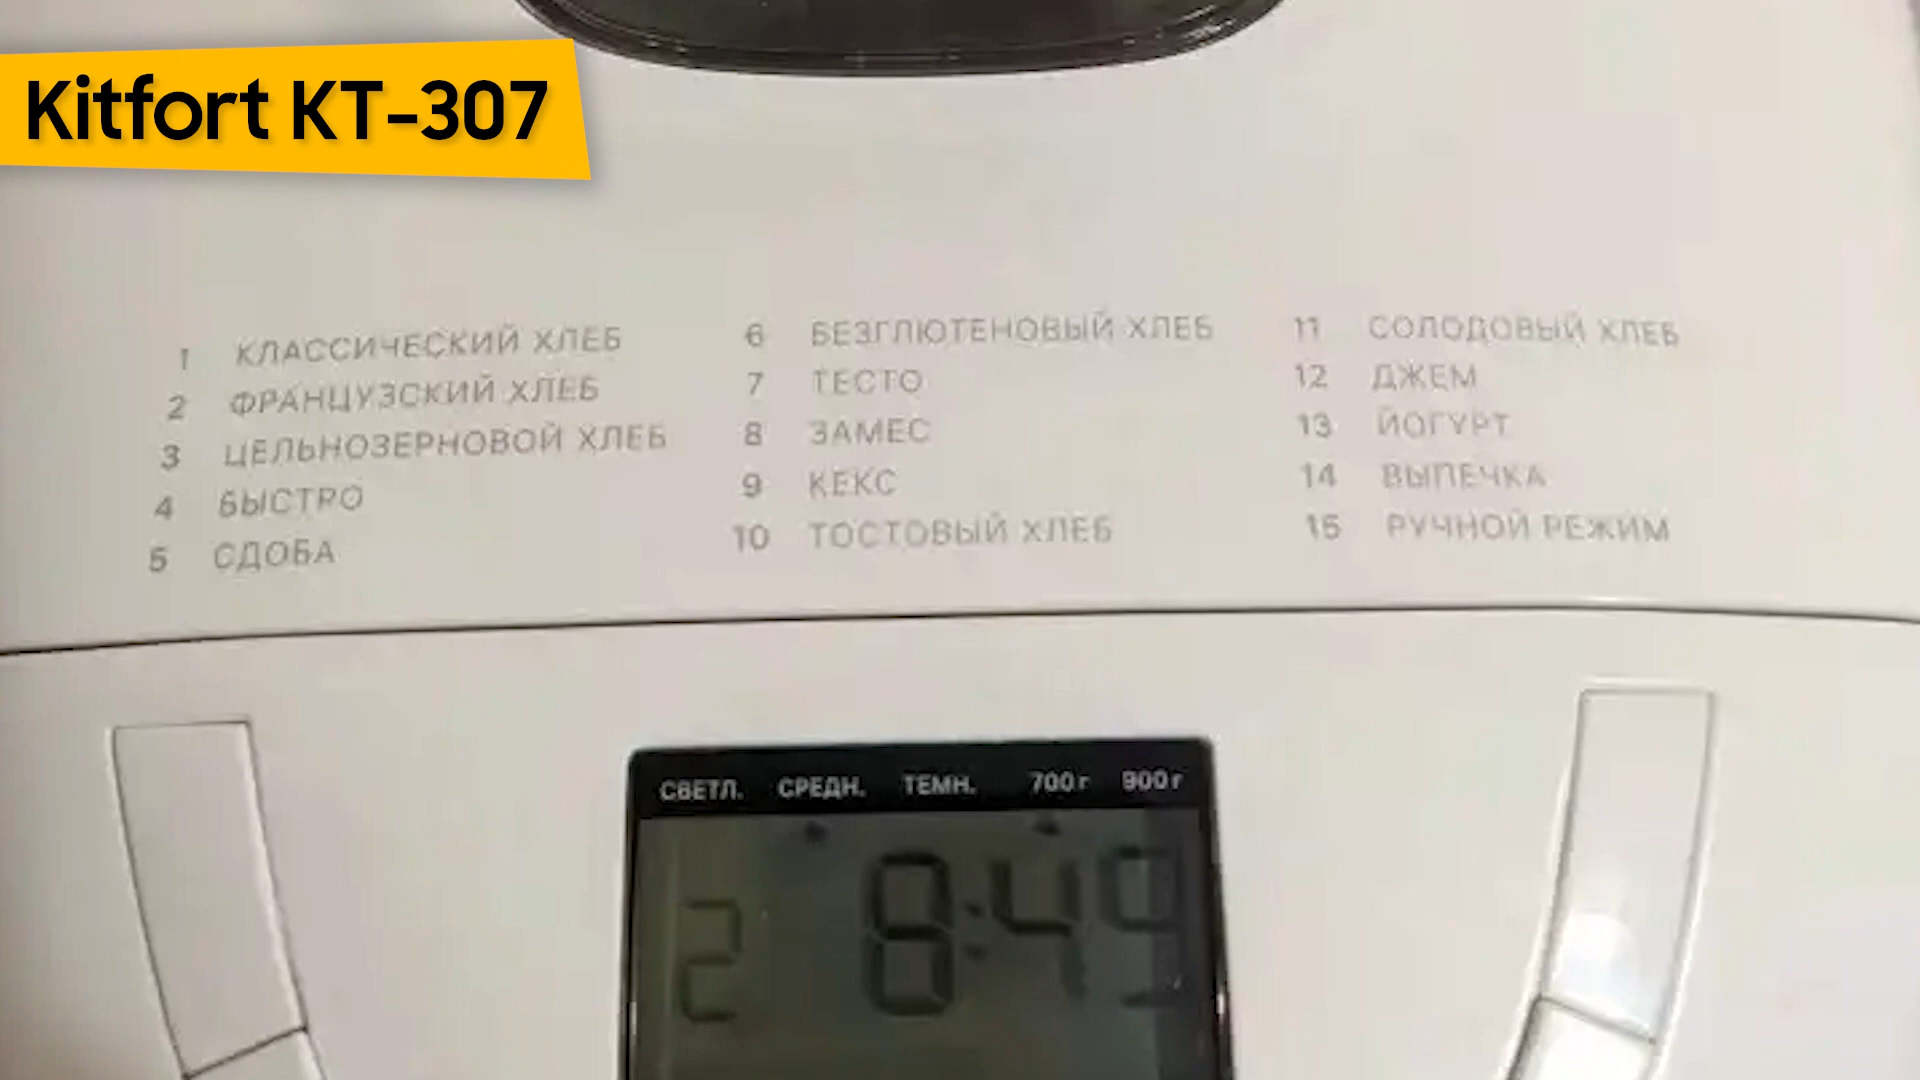 Kitfort KT-307
1 КЛАССИЧЕСКИЙ ХЛЕБ
2 ФРАНЦУЗСКИЙ ХЛЕБ
3 ЦЕЛЬНОЗЕРНОВОЙ ХЛЕБ
4 БЫСТРО
5 СДОБА
6 БЕЗГЛЮТЕНОВЫЙ ХЛЕБ
7 ТЕСТО
8 ЗАМЕС
9 КЕКС
10 ТОСТОВЫЙ ХЛЕБ
11 СОЛОДОВЫЙ ХЛЕБ
12 ДЖЕМ
13 ЙОГУРТ
14 ВЫПЕЧКА
15 РУЧНОЙ РЕЖИМ
СВЕТЛ. СРЕДН. ТЕМН. 700 г 900 г
2 8:49